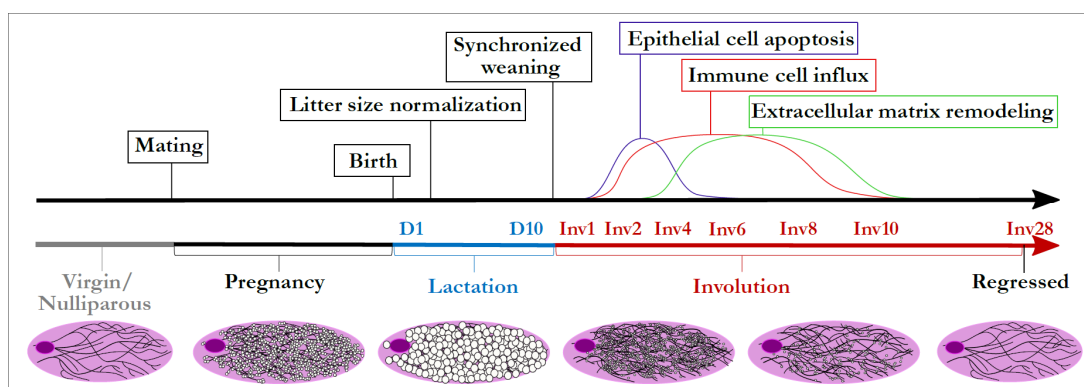 Synchronized
weaning
Epithelial cell apoptosis
Immune cell influx
Litter size normalization
Extracellular matrix remodeling
Mating
Birth
D1 D10 Inv1 Inv2 Inv4 Inv6 Inv8 Inv10 Inv28
Virgin/
Nulliparous
Pregnancy
Lactation
Involution
Regressed